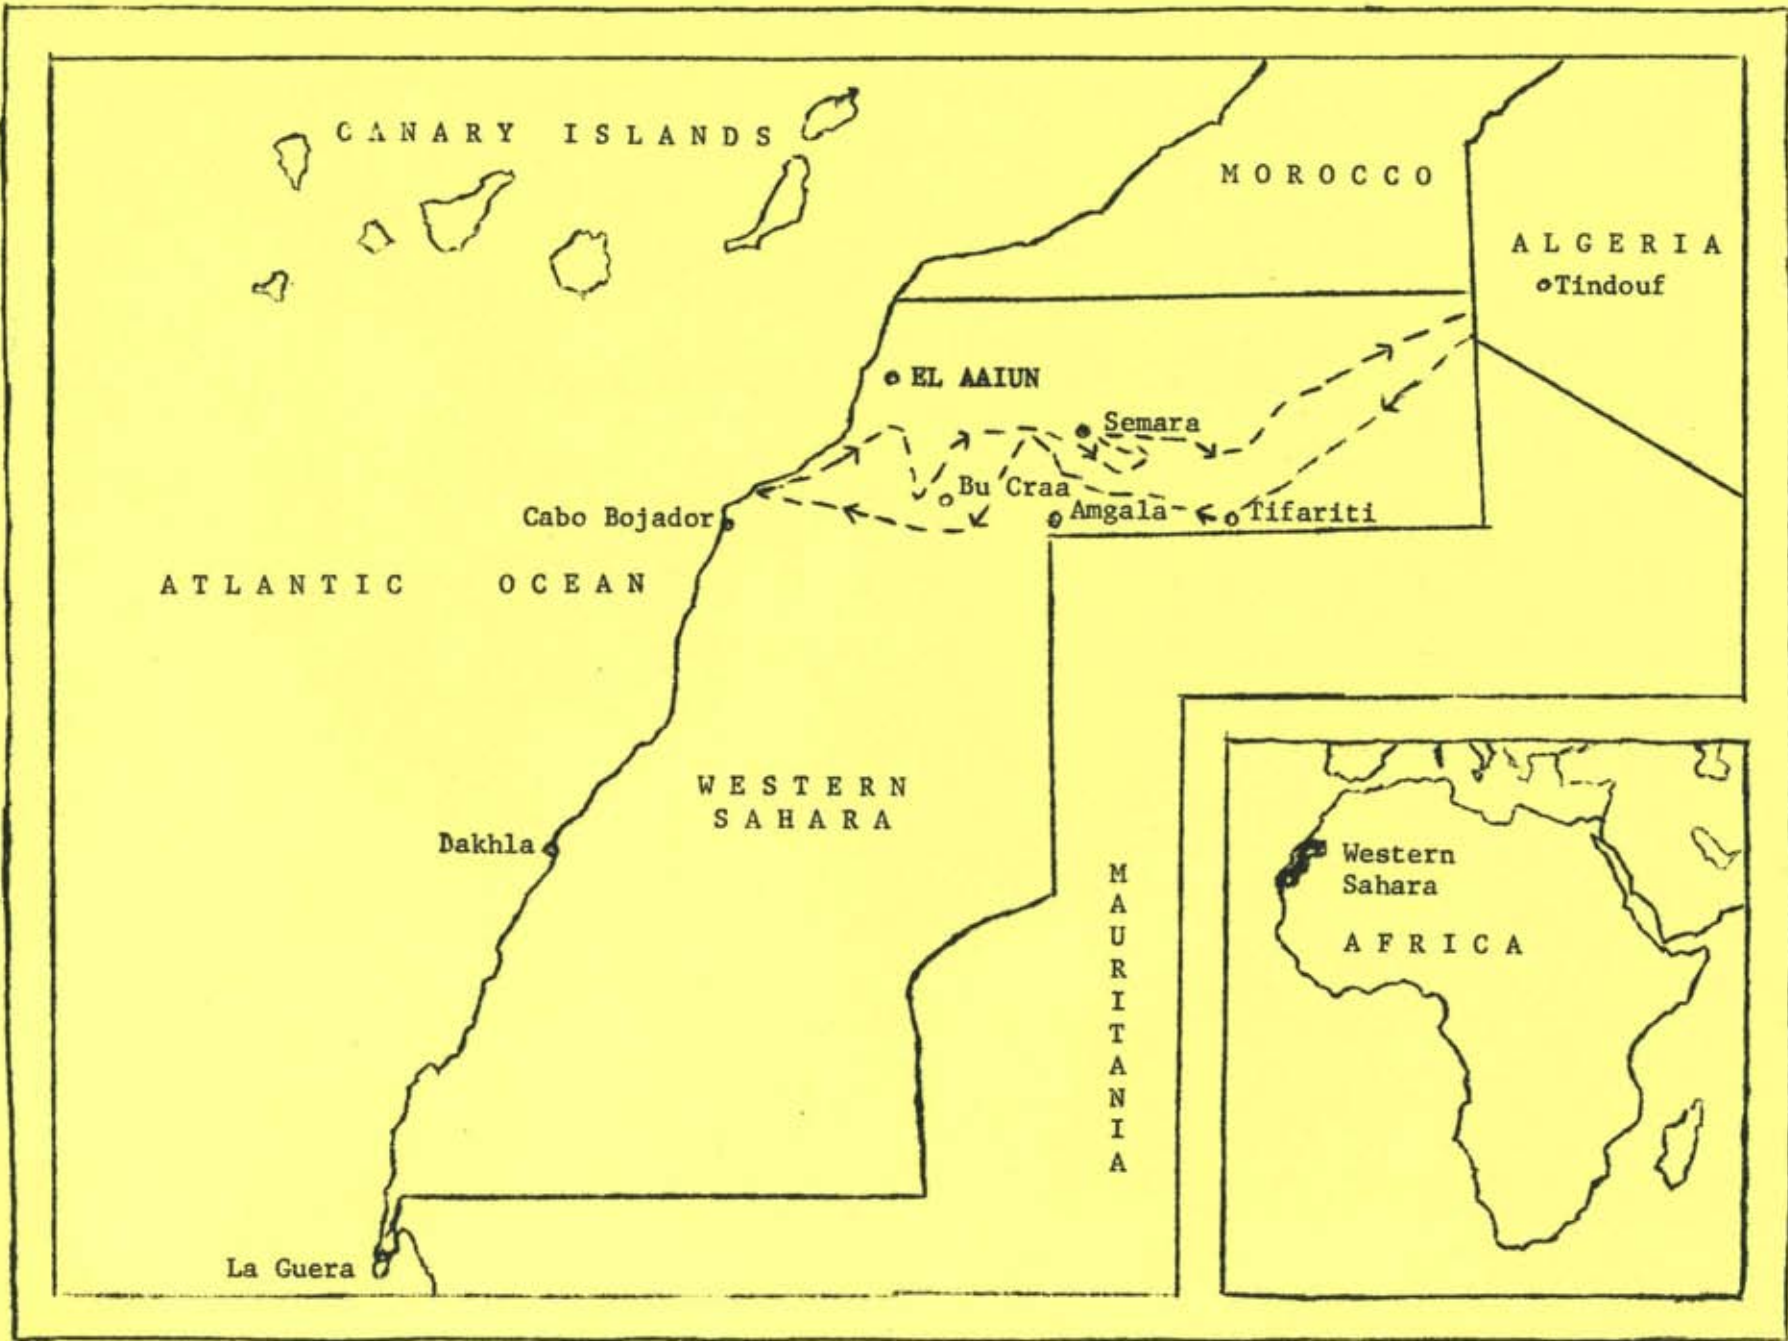 CANARY ISLANDS
MOROCCO
ALGERIA
Tindouf
EL AAIUN
Semara
Bu Craa
Cabo Bojador
Amgala
Tifariti
ATLANTIC OCEAN
WESTERN
SAHARA
Dakhla
MAURITANIA
Western
Sahara
AFRICA
La Guera